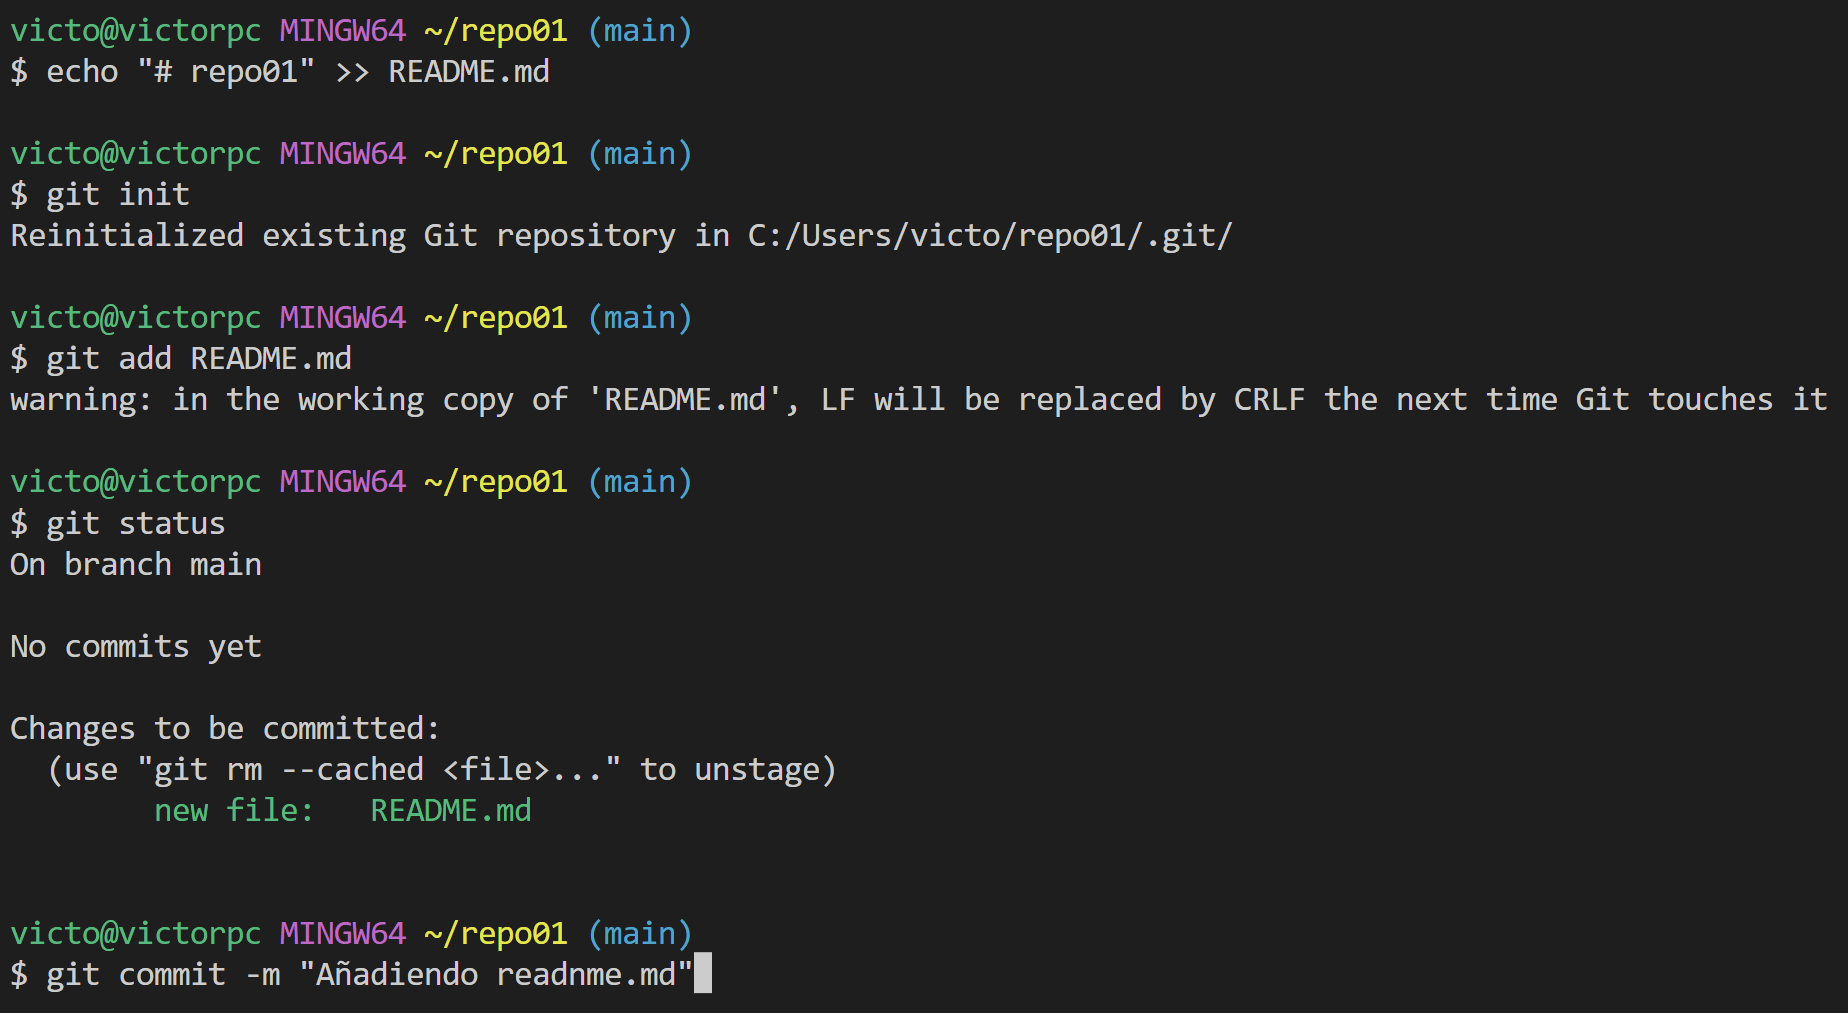 victo@victorpc MINGW64 ~/repo01 (main)
$ echo "# repo01" >> README.md
victo@victorpc MINGW64 ~/repo01 (main)
$ git init
Reinitialized existing Git repository in C:/Users/victo/repo01/.git/
victo@victorpc MINGW64 ~/repo01 (main)
$ git add README.md
warning: in the working copy of 'README.md', LF will be replaced by CRLF the next time Git touches it
victo@victorpc MINGW64 ~/repo01 (main)
$ git status
On branch main
No commits yet
Changes to be committed:
  (use "git rm --cached <file>..." to unstage)
        new file:   README.md
victo@victorpc MINGW64 ~/repo01 (main)
$ git commit -m "Añadiendo readnme.md"